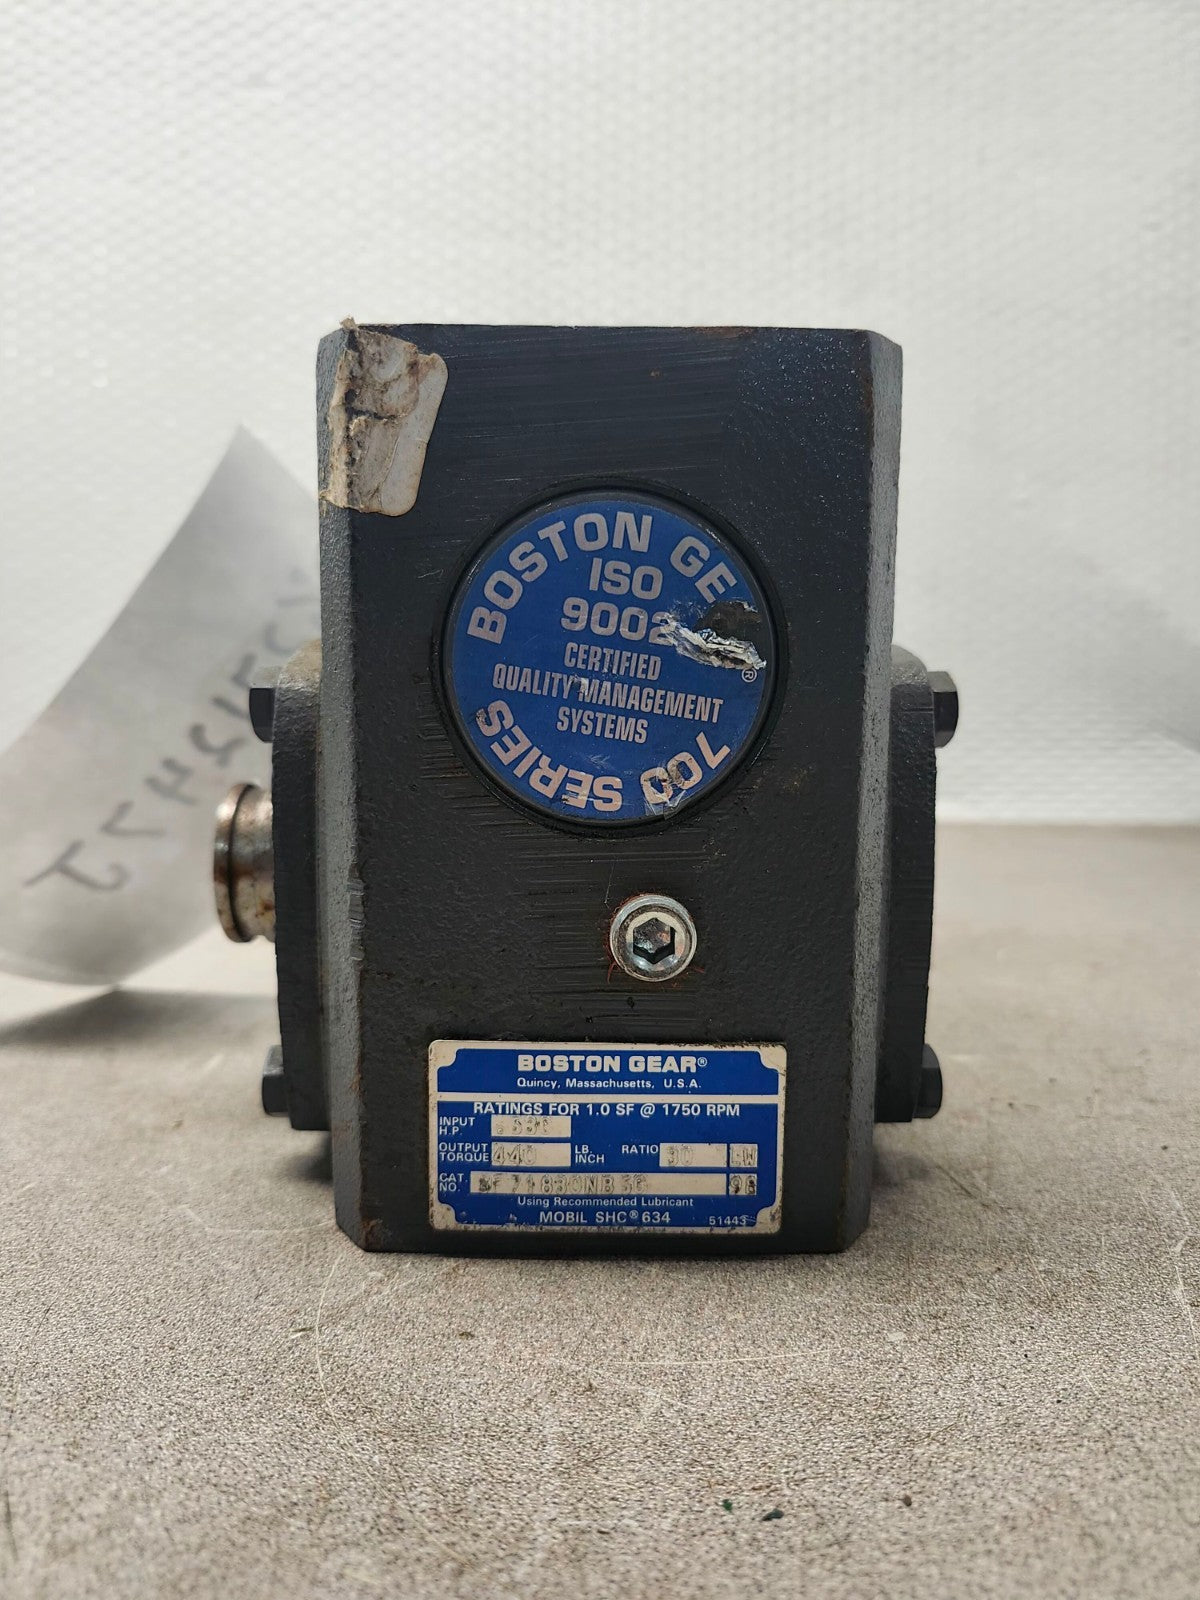 BOSTON GE
ISO
9002
CERTIFIED
QUALITY MANAGEMENT
SYSTEMS
®
700 SERIES
BOSTON GEAR®
Quincy, Massachusetts, U.S.A.
RATINGS FOR 1.0 SF @ 1750 RPM
INPUT
H.P.
OUTPUT
TORQUE 440 LB.
INCH RATIO 30 LW
CAT.
NO.
Using Recommended Lubricant
MOBIL SHC® 634 51443